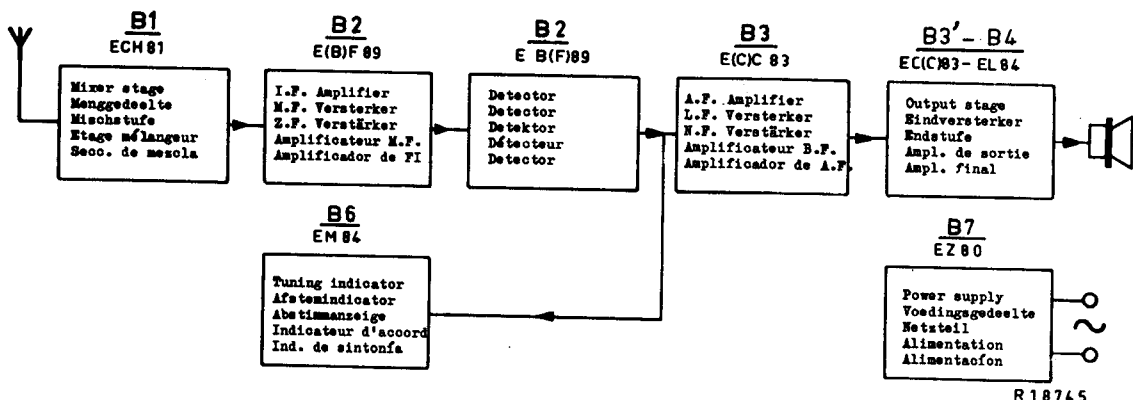 B1
ECH 81
Mixer stage
Menggedeelte
Mischstufe
Etage mélangeur
Secc. de mezcla
B2
E(B)F 89
I.F. Amplifier
M.F. Versterker
Z.F. Verstärker
Amplificateur M.F.
Amplificador de FI
B2
E B(F)89
Detector
Detector
Detektor
Détecteur
Detector
B3
E(C)C 83
A.F. Amplifier
L.F. Versterker
N.F. Verstärker
Amplificateur B.F.
Amplificador de A.F.
B3' - B4
EC(C)83 - EL 84
Output stage
Eindversterker
Endstufe
Ampl. de sortie
Ampl. final
B6
EM 84
Tuning indicator
Afstemindicator
Abstimmanzeige
Indicateur d'accord
Ind. de sintonía
B7
EZ 80
Power supply
Voedingsgedeelte
Netzteil
Alimentation
Alimentacíon
~
R 18745